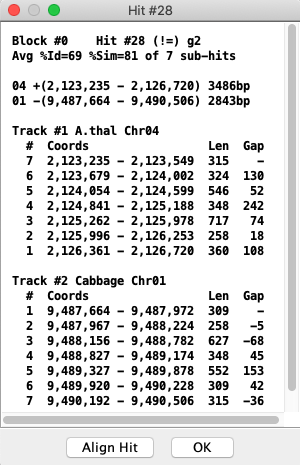 Hit #28
Block #0    Hit #28 (!=) g2
Avg %Id=69 %Sim=81 of 7 sub-hits
04 +(2,123,235 – 2,126,720) 3486bp
01 –(9,487,664 – 9,490,506) 2843bp
Track #1 A.thal Chr04
#  Coords                    Len  Gap
7  2,123,235 – 2,123,549  315    –
6  2,123,679 – 2,124,002  324  130
5  2,124,054 – 2,124,599  546   52
4  2,124,841 – 2,125,188  348  242
3  2,125,262 – 2,125,978  717   74
2  2,125,996 – 2,126,253  258   18
1  2,126,361 – 2,126,720  360  108
Track #2 Cabbage Chr01
#  Coords                    Len  Gap
1  9,487,664 – 9,487,972  309    –
2  9,487,967 – 9,488,224  258   –5
3  9,488,156 – 9,488,782  627  –68
4  9,488,827 – 9,489,174  348   45
5  9,489,327 – 9,489,878  552  153
6  9,489,920 – 9,490,228  309   42
7  9,490,192 – 9,490,506  315  –36
Align Hit    OK